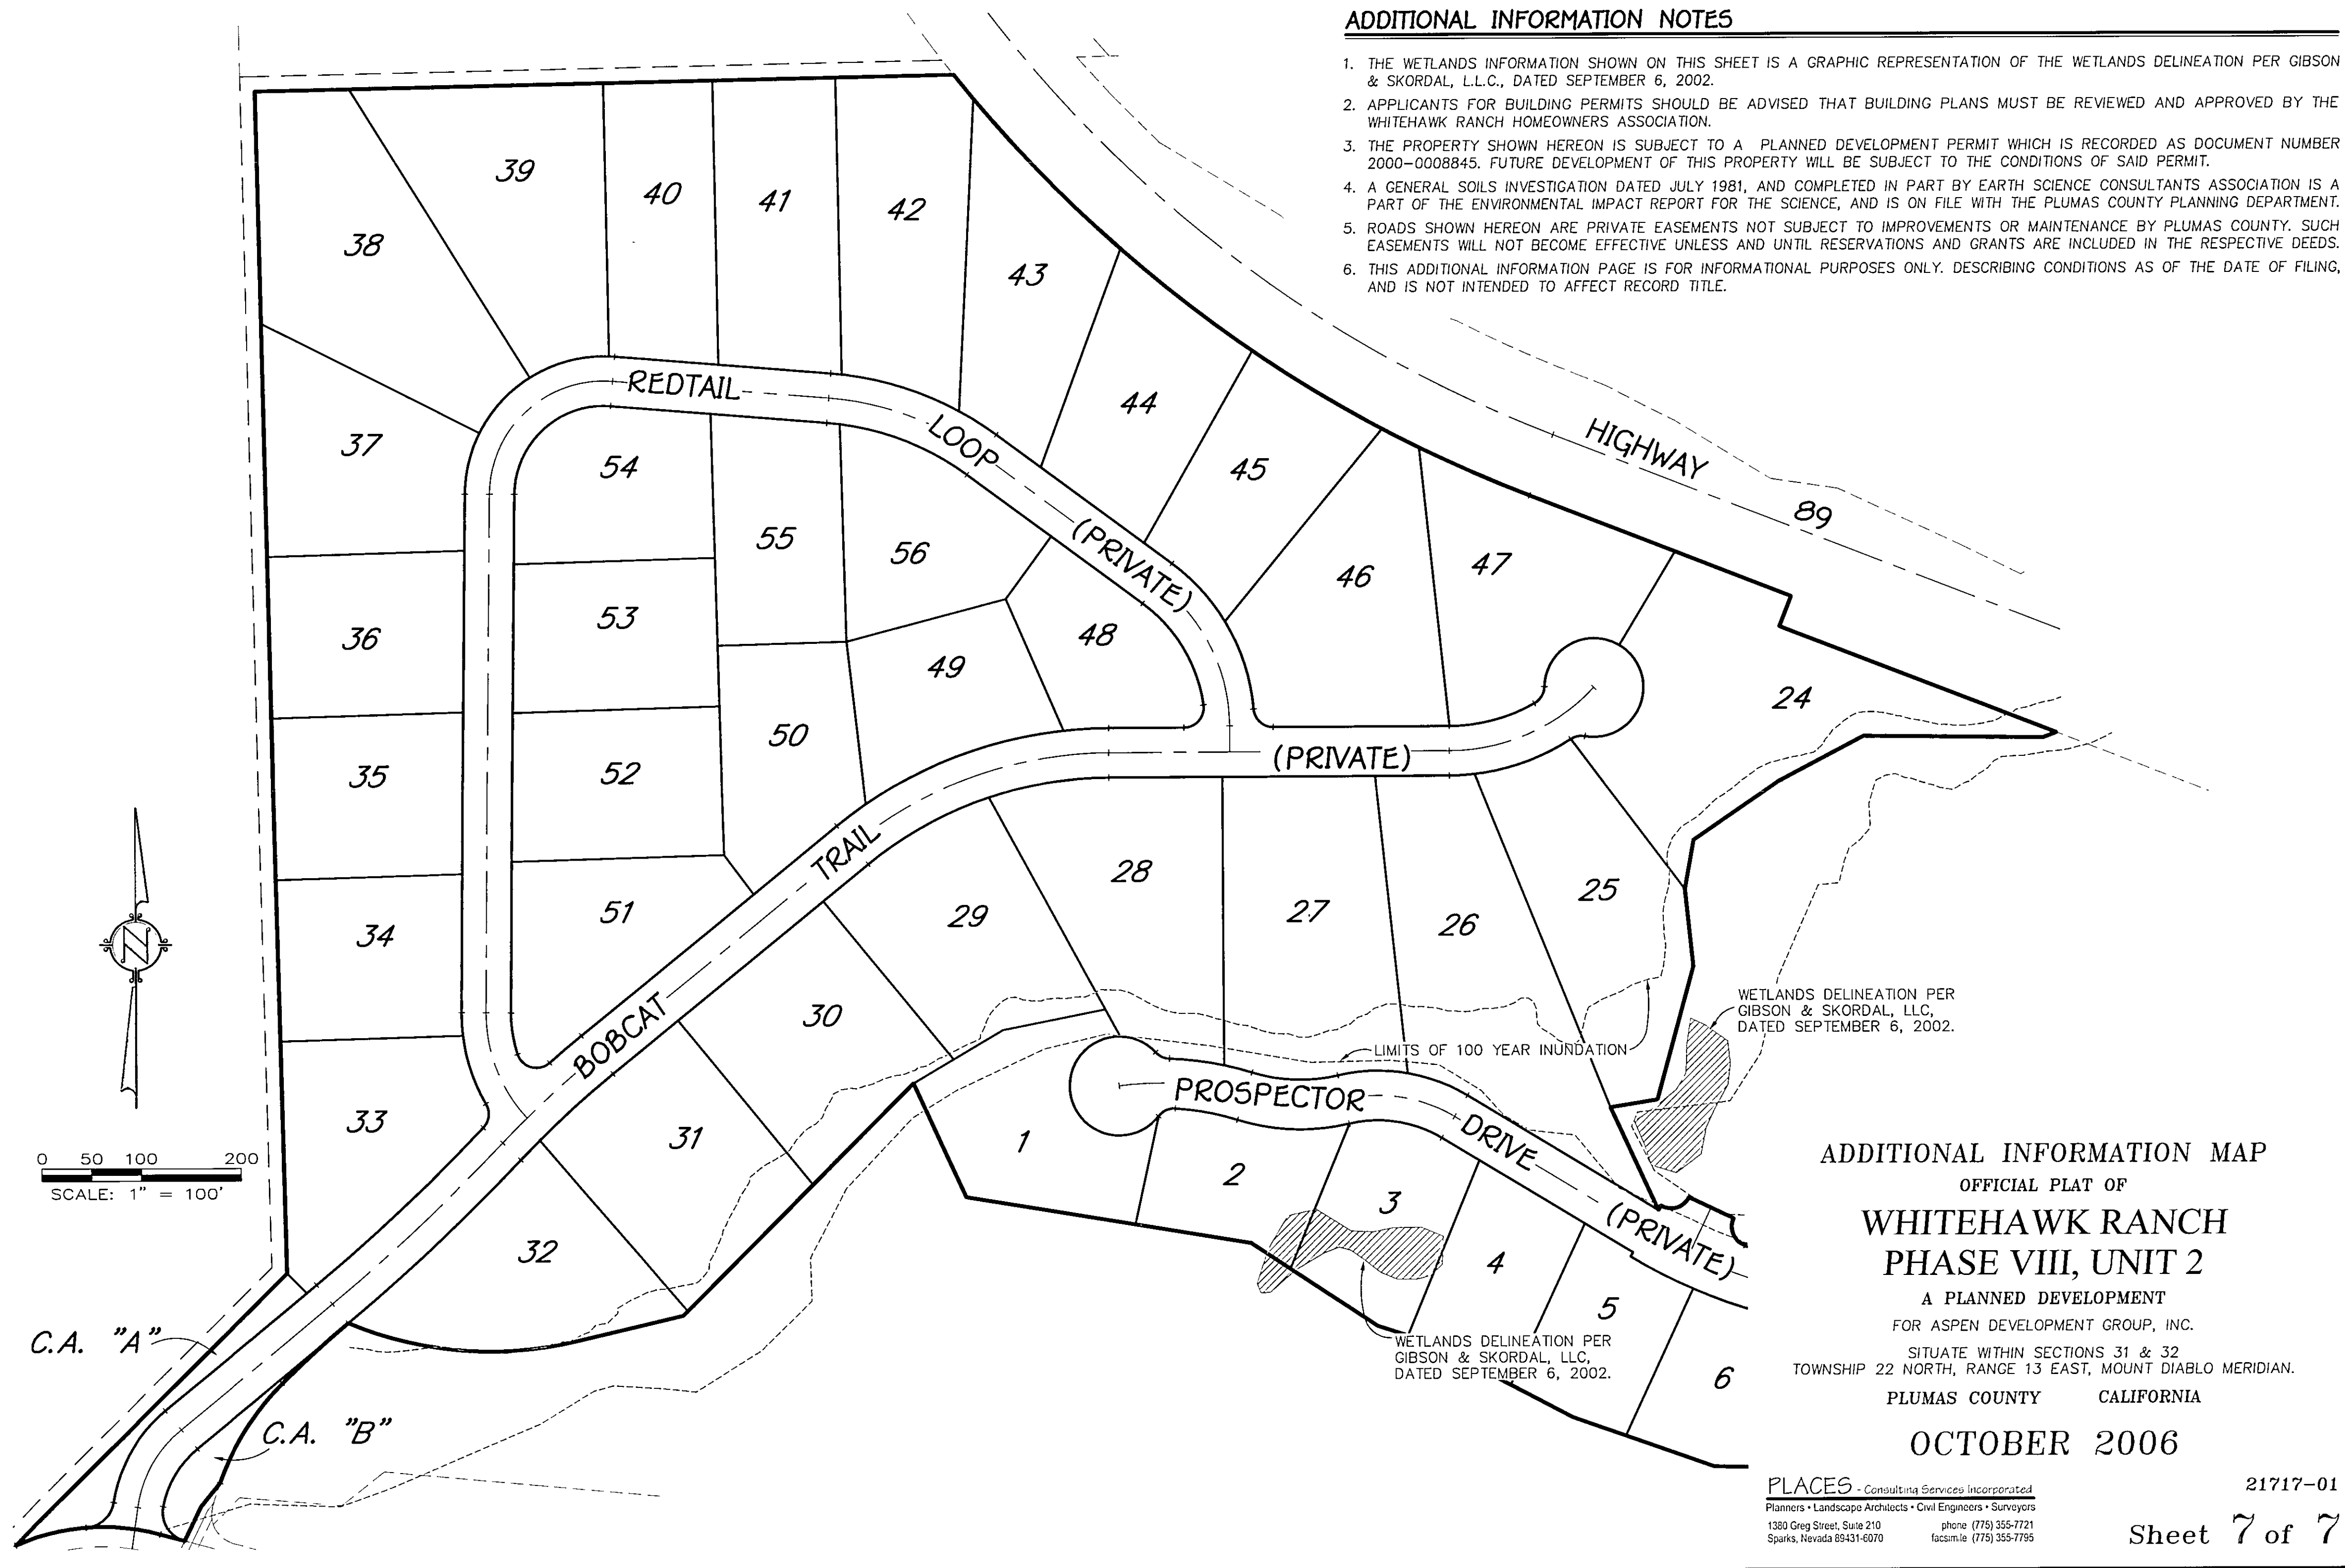 ADDITIONAL INFORMATION NOTES
1. THE WETLANDS INFORMATION SHOWN ON THIS SHEET IS A GRAPHIC REPRESENTATION OF THE WETLANDS DELINEATION PER GIBSON
& SKORDAL, L.L.C., DATED SEPTEMBER 6, 2002.
2. APPLICANTS FOR BUILDING PERMITS SHOULD BE ADVISED THAT BUILDING PLANS MUST BE REVIEWED AND APPROVED BY THE
WHITEHAWK RANCH HOMEOWNERS ASSOCIATION.
3. THE PROPERTY SHOWN HEREON IS SUBJECT TO A PLANNED DEVELOPMENT PERMIT WHICH IS RECORDED AS DOCUMENT NUMBER
2000-0008845. FUTURE DEVELOPMENT OF THIS PROPERTY WILL BE SUBJECT TO THE CONDITIONS OF SAID PERMIT.
4. A GENERAL SOILS INVESTIGATION DATED JULY 1981, AND COMPLETED IN PART BY EARTH SCIENCE CONSULTANTS ASSOCIATION IS A
PART OF THE ENVIRONMENTAL IMPACT REPORT FOR THE SCIENCE, AND IS ON FILE WITH THE PLUMAS COUNTY PLANNING DEPARTMENT.
5. ROADS SHOWN HEREON ARE PRIVATE EASEMENTS NOT SUBJECT TO IMPROVEMENTS OR MAINTENANCE BY PLUMAS COUNTY. SUCH
EASEMENTS WILL NOT BECOME EFFECTIVE UNLESS AND UNTIL RESERVATIONS AND GRANTS ARE INCLUDED IN THE RESPECTIVE DEEDS.
6. THIS ADDITIONAL INFORMATION PAGE IS FOR INFORMATIONAL PURPOSES ONLY. DESCRIBING CONDITIONS AS OF THE DATE OF FILING,
AND IS NOT INTENDED TO AFFECT RECORD TITLE.
38
39
40
41
42
43
44
45
46
47
HIGHWAY
89
REDTAIL
LOOP
(PRIVATE)
37
54
55
56
36
53
49
48
24
35
52
50
(PRIVATE)
34
51
TRAIL
BOBCAT
29
28
27
26
25
33
31
30
32
N
0 50 100 200
SCALE: 1" = 100'
WETLANDS DELINEATION PER
GIBSON & SKORDAL, LLC,
DATED SEPTEMBER 6, 2002.
LIMITS OF 100 YEAR INUNDATION
PROSPECTOR
DRIVE
(PRIVATE)
1
2
3
4
5
6
WETLANDS DELINEATION PER
GIBSON & SKORDAL, LLC,
DATED SEPTEMBER 6, 2002.
C.A. "A"
C.A. "B"
ADDITIONAL INFORMATION MAP
OFFICIAL PLAT OF
WHITEHAWK RANCH
PHASE VIII, UNIT 2
A PLANNED DEVELOPMENT
FOR ASPEN DEVELOPMENT GROUP, INC.
SITUATE WITHIN SECTIONS 31 & 32
TOWNSHIP 22 NORTH, RANGE 13 EAST, MOUNT DIABLO MERIDIAN.
PLUMAS COUNTY CALIFORNIA
OCTOBER 2006
PLACES - Consulting Services Incorporated
Planners • Landscape Architects • Civil Engineers • Surveyors
1380 Greg Street, Suite 210 phone (775) 355-7721
Sparks, Nevada 89431-6070 facsimile (775) 355-7795
21717-01
Sheet 7 of 7